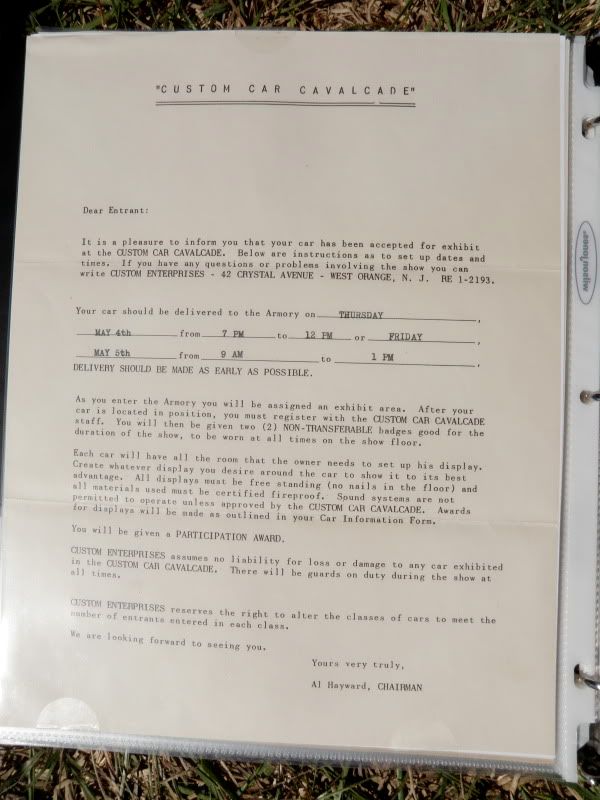 "CUSTOM CAR CAVALCADE"
Dear Entrant:
It is a pleasure to inform you that your car has been accepted for exhibit
at the CUSTOM CAR CAVALCADE. Below are instructions as to set up dates and
times. If you have any questions or problems involving the show you can
write CUSTOM ENTERPRISES - 42 CRYSTAL AVENUE - WEST ORANGE, N. J. RE 1-2193.
Your car should be delivered to the Armory on THURSDAY,
MAY 4th from 7 PM to 12 PM or FRIDAY,
MAY 5th from 9 AM to 1 PM,
DELIVERY SHOULD BE MADE AS EARLY AS POSSIBLE.
As you enter the Armory you will be assigned an exhibit area. After your
car is located in position, you must register with the CUSTOM CAR CAVALCADE
staff. You will then be given two (2) NON-TRANSFERABLE badges good for the
duration of the show, to be worn at all times on the show floor.
Each car will have all the room that the owner needs to set up his display.
Create whatever display you desire around the car to show it to its best
advantage. All displays must be free standing (no nails in the floor) and
all materials used must be certified fireproof. Spund systems are not
permitted to operate unless approved by the CUSTOM CAR CAVALCADE. Awards
for displays will be made as outlined in your Car Information Form.
You will be given a PARTICIPATION AWARD.
CUSTOM ENTERPRISES assumes no liability for loss or damage to any car exhibited
in the CUSTOM CAR CAVALCADE. There will be guards on duty during the show at
all times.
CUSTOM ENTERPRISES reserves the right to alter the classes of cars to meet the
number of entrants entered in each class.
We are looking forward to seeing you.
Yours very truly,
Al Hayward, CHAIRMAN
wilson jones